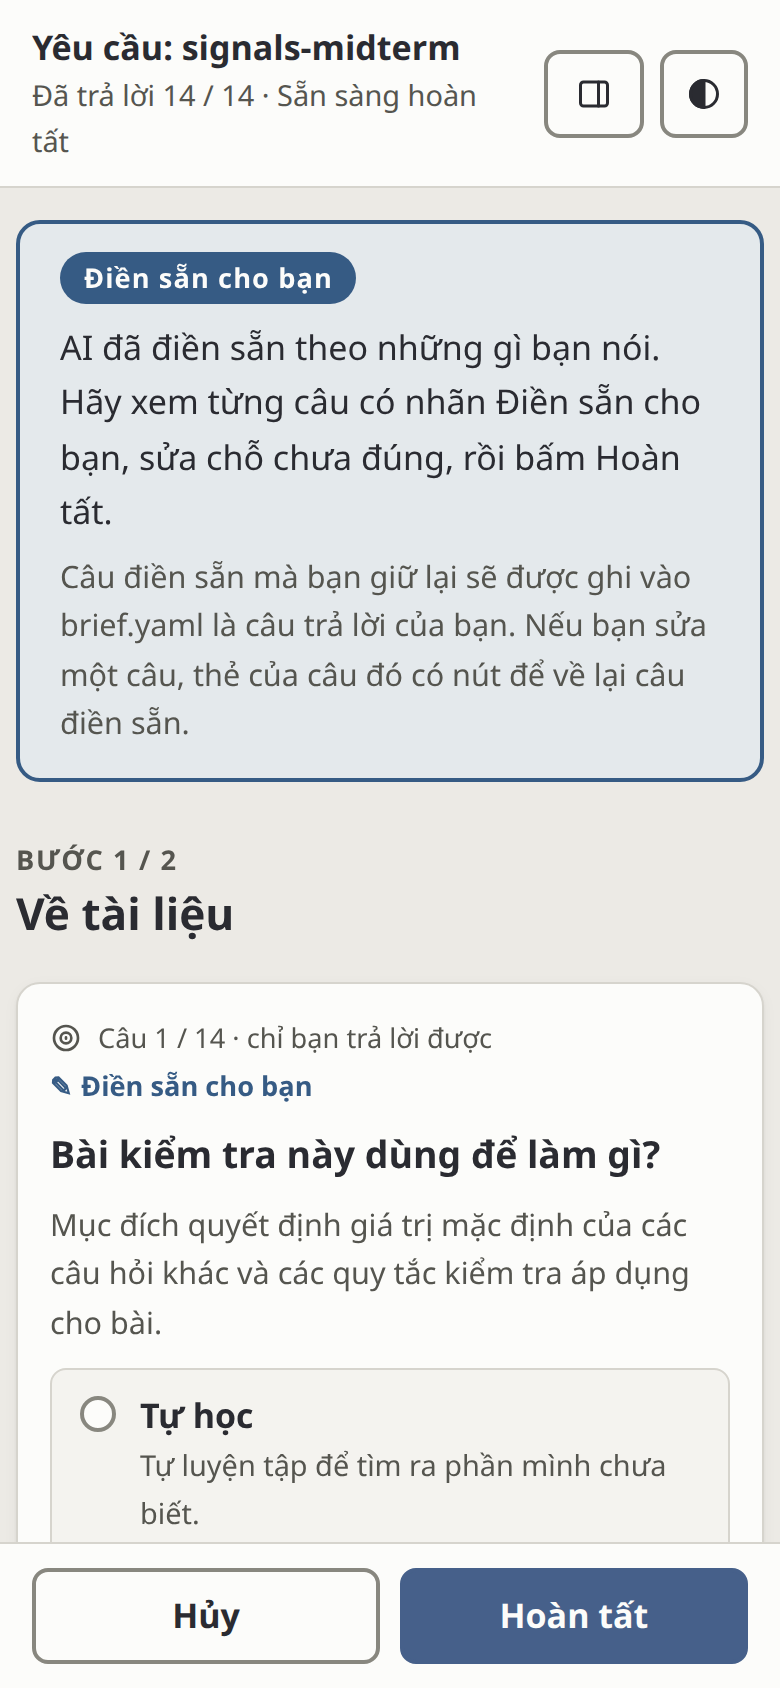 Yêu cầu: signals-midterm
Đã trả lời 14 / 14 · Sẵn sàng hoàn
tất
Điền sẵn cho bạn
AI đã điền sẵn theo những gì bạn nói.
Hãy xem từng câu có nhãn Điền sẵn cho
bạn, sửa chỗ chưa đúng, rồi bấm Hoàn
tất.
Câu điền sẵn mà bạn giữ lại sẽ được ghi vào
brief.yaml là câu trả lời của bạn. Nếu bạn sửa
một câu, thẻ của câu đó có nút để về lại câu
điền sẵn.
BƯỚC 1 / 2
Về tài liệu
Câu 1 / 14 · chỉ bạn trả lời được
✎ Điền sẵn cho bạn
Bài kiểm tra này dùng để làm gì?
Mục đích quyết định giá trị mặc định của các
câu hỏi khác và các quy tắc kiểm tra áp dụng
cho bài.
Tự học
Tự luyện tập để tìm ra phần mình chưa
biết.
Hủy
Hoàn tất